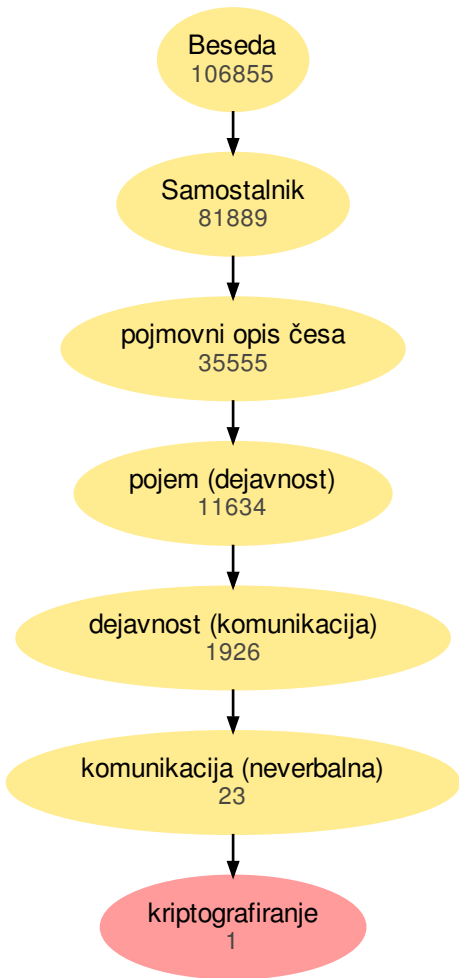 Beseda
106855
Samostalnik
81889
pojmovni opis česa
35555
pojem (dejavnost)
11634
dejavnost (komunikacija)
1926
komunikacija (neverbalna)
23
kriptografiranje
1